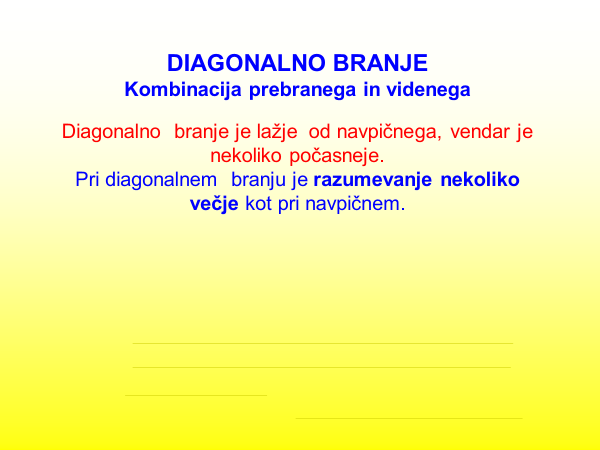 DIAGONALNO BRANJE
Kombinacija prebranega in videnega
Diagonalno branje je lažje od navpičnega, vendar je
nekoliko počasneje.
Pri diagonalnem branju je razumevanje nekoliko
večje kot pri navpičnem.